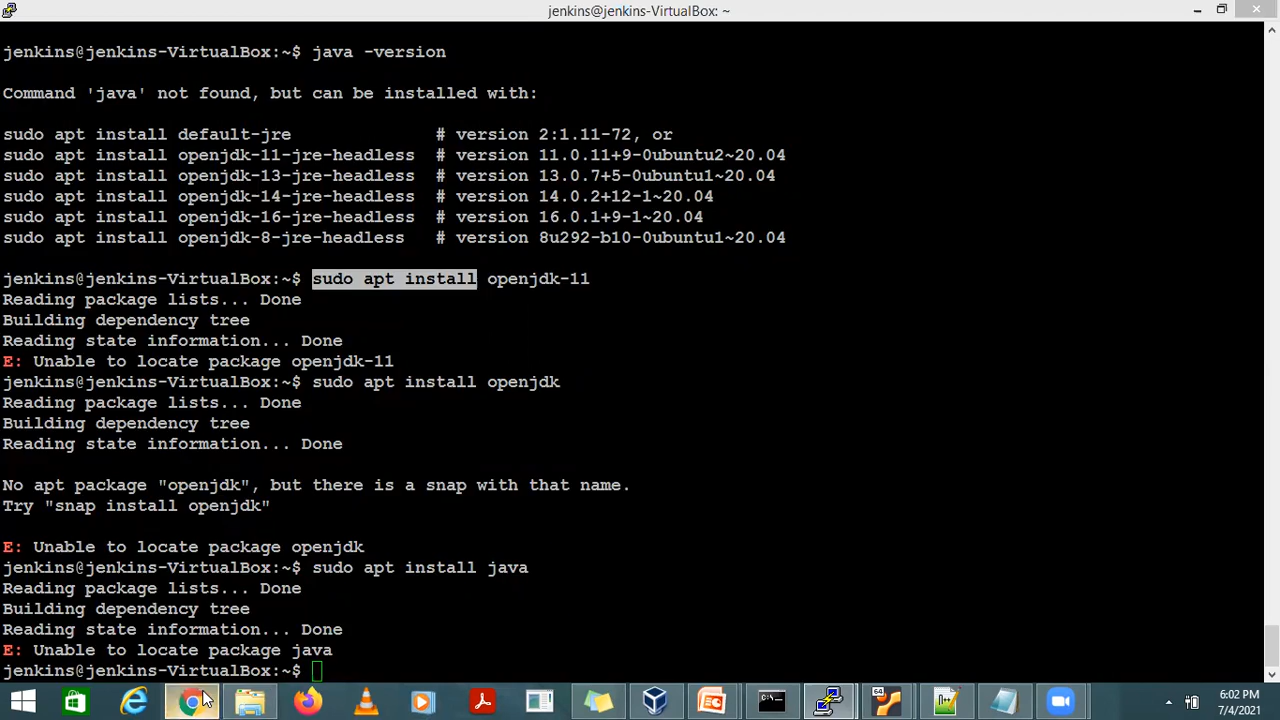 jenkins@jenkins-VirtualBox: ~
jenkins@jenkins-VirtualBox:~$ java -version
Command 'java' not found, but can be installed with:
sudo apt install default-jre # version 2:1.11-72, or
sudo apt install openjdk-11-jre-headless # version 11.0.11+9-0ubuntu2~20.04
sudo apt install openjdk-13-jre-headless # version 13.0.7+5-0ubuntu1~20.04
sudo apt install openjdk-14-jre-headless # version 14.0.2+12-1~20.04
sudo apt install openjdk-16-jre-headless # version 16.0.1+9-1~20.04
sudo apt install openjdk-8-jre-headless # version 8u292-b10-0ubuntu1~20.04
jenkins@jenkins-VirtualBox:~$ sudo apt install openjdk-11
Reading package lists... Done
Building dependency tree
Reading state information... Done
E: Unable to locate package openjdk-11
jenkins@jenkins-VirtualBox:~$ sudo apt install openjdk
Reading package lists... Done
Building dependency tree
Reading state information... Done
No apt package "openjdk", but there is a snap with that name.
Try "snap install openjdk"
E: Unable to locate package openjdk
jenkins@jenkins-VirtualBox:~$ sudo apt install java
Reading package lists... Done
Building dependency tree
Reading state information... Done
E: Unable to locate package java
jenkins@jenkins-VirtualBox:~$
64
6:02 PM
7/4/2021